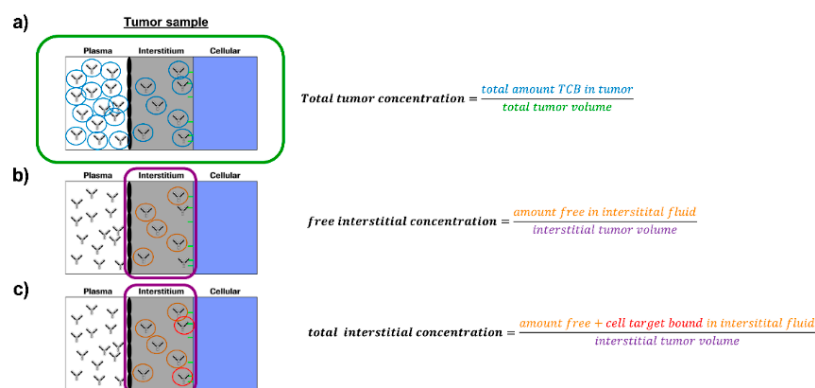 a)
Tumor sample
Plasma Interstitium Cellular
Total tumor concentration = total amount TCB in tumor / total tumor volume
b)
Plasma Interstitium Cellular
free interstitial concentration = amount free in intersitital fluid / interstitial tumor volume
c)
Plasma Interstitium Cellular
total interstitial concentration = amount free + cell target bound in intersitital fluid / interstitial tumor volume